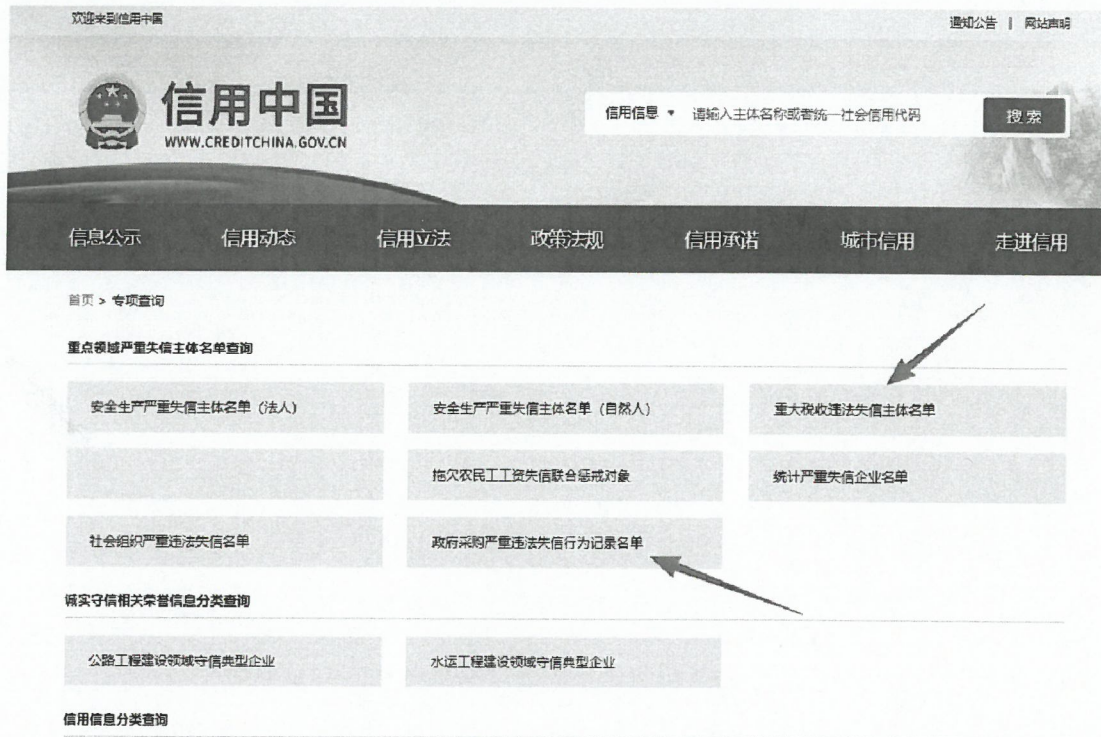 欢迎来到信用中国
通知公告 | 网站声明
信用中国
WWW.CREDITCHINA.GOV.CN
信用信息 ▾ 请输入主体名称或者统一社会信用代码 搜索
信息公示 信用动态 信用立法 政策法规 信用承诺 城市信用 走进信用
首页 > 专项查询
重点领域严重失信主体名单查询
安全生产严重失信主体名单（法人） 安全生产严重失信主体名单（自然人） 重大税收违法失信主体名单
拖欠农民工工资失信联合惩戒对象 统计严重失信企业名单
社会组织严重违法失信名单 政府采购严重违法失信行为记录名单
诚实守信相关荣誉信息分类查询
公路工程建设领域守信典型企业 水运工程建设领域守信典型企业
信用信息分类查询